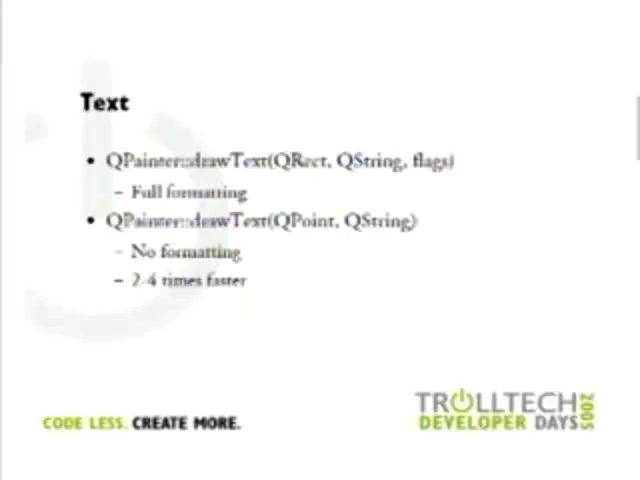 Text
• QPainter::drawText(QRect, QString, flags)
– Full formatting
• QPainter::drawText(QPoint, QString)
– No formatting
– 2-4 times faster
CODE LESS. CREATE MORE.
TROLLTECH
DEVELOPER DAYS 2005